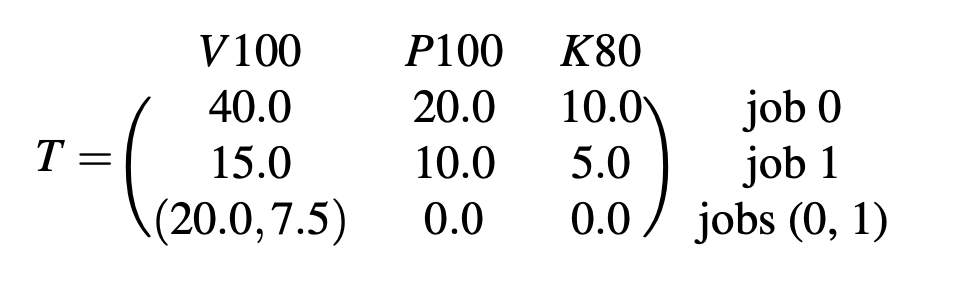 V100 P100 K80
40.0 20.0 10.0 job 0
T = 15.0 10.0 5.0 job 1
(20.0, 7.5) 0.0 0.0 jobs (0, 1)